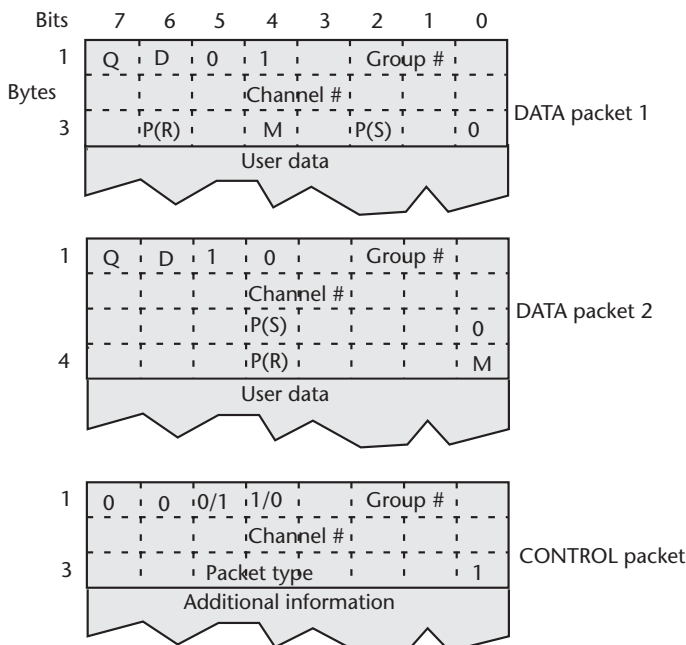 Bits 7 6 5 4 3 2 1 0
1 Q D 0 1 Group #
Bytes Channel #
3 P(R) M P(S) 0
DATA packet 1
User data
1 Q D 1 0 Group #
Channel #
P(S) 0
DATA packet 2
4 P(R) M
User data
1 0 0 0/1 1/0 Group #
Channel #
CONTROL packet
3 Packet type 1
Additional information